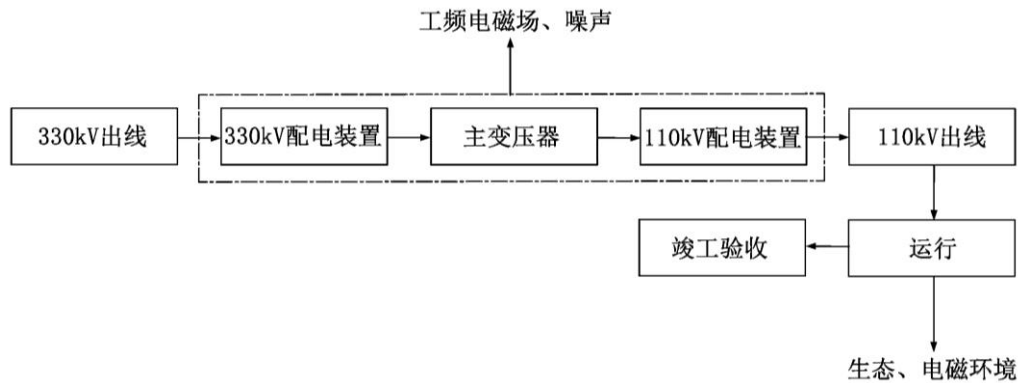 工频电磁场、噪声
330kV出线
330kV配电装置
主变压器
110kV配电装置
110kV出线
竣工验收
运行
生态、电磁环境